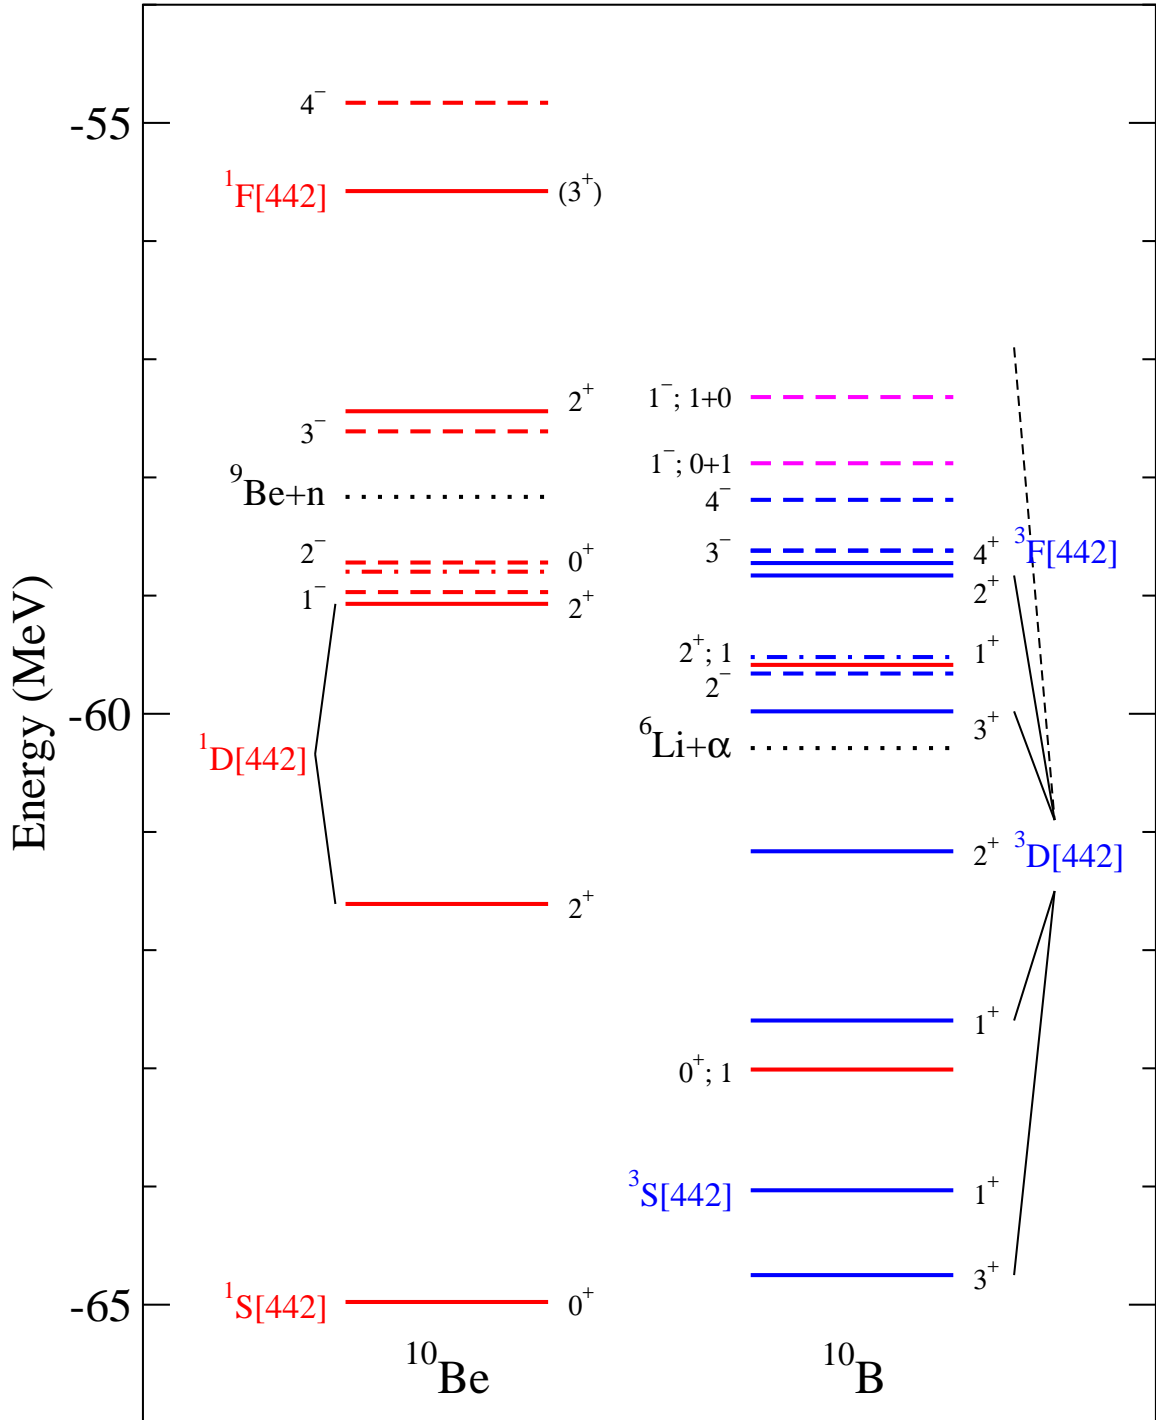 Energy (MeV)
-55
-60
-65
4⁻
¹F[442]
(3⁺)
2⁺
3⁻
⁹Be+n
2⁻
0⁺
1⁻
2⁺
¹D[442]
2⁺
¹S[442]
0⁺
¹⁰Be
1⁻; 1+0
1⁻; 0+1
4⁻
3⁻
4⁺ ³F[442]
2⁺
2⁺; 1
1⁺
2⁻
3⁺
⁶Li+α
2⁺ ³D[442]
1⁺
0⁺; 1
³S[442]
1⁺
3⁺
¹⁰B